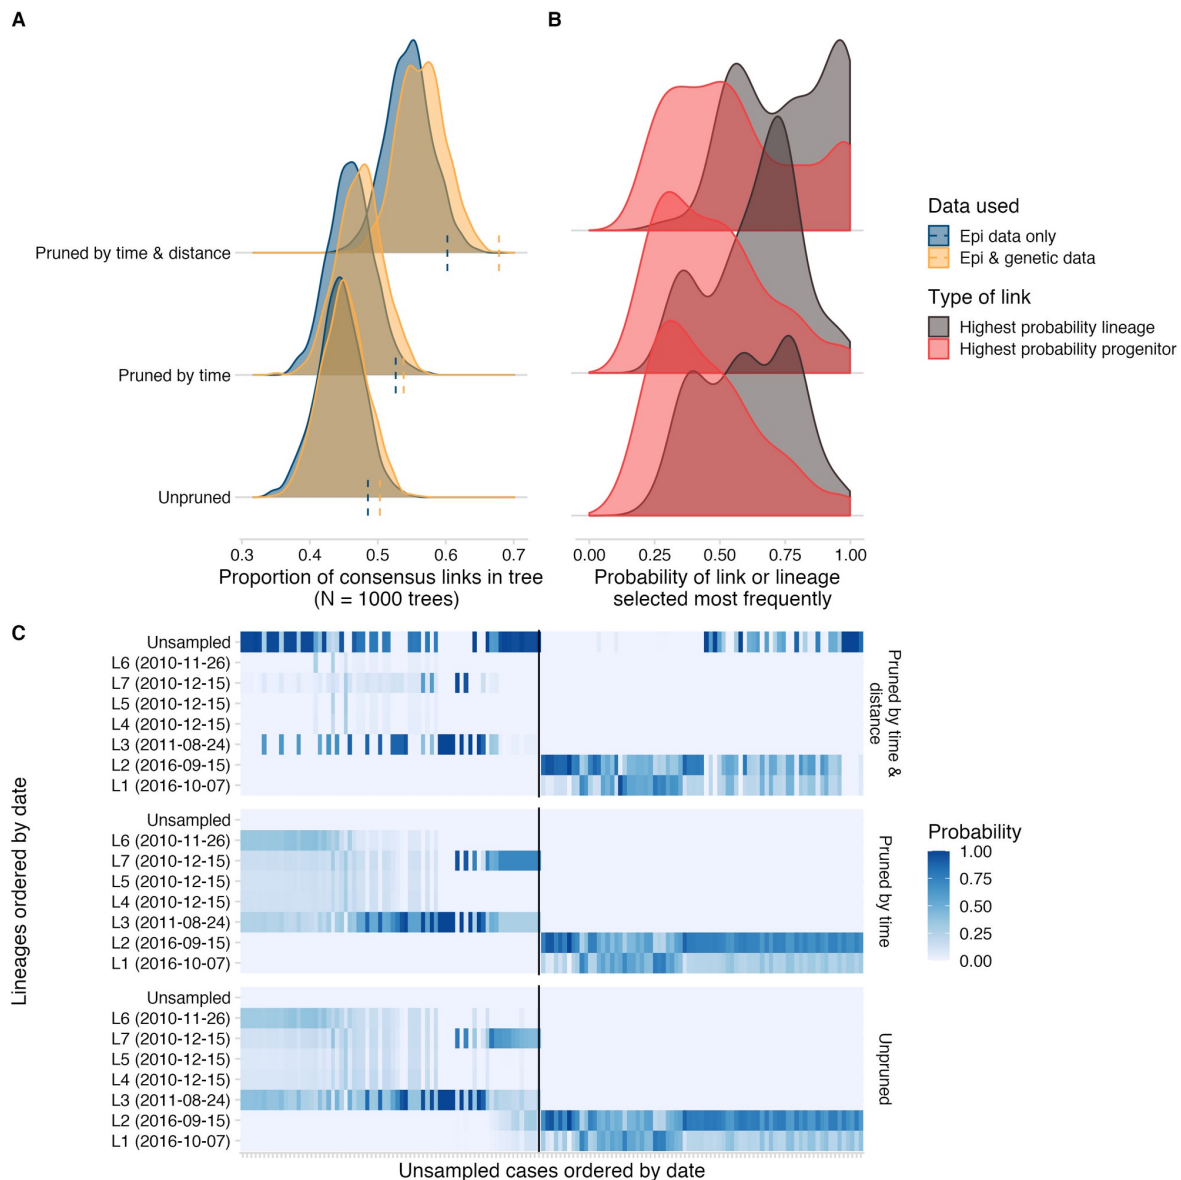 A
B
Pruned by time & distance
Pruned by time
Unpruned
0.3 0.4 0.5 0.6 0.7
Proportion of consensus links in tree
(N = 1000 trees)
0.00 0.25 0.50 0.75 1.00
Probability of link or lineage
selected most frequently
Data used
Epi data only
Epi & genetic data
Type of link
Highest probability lineage
Highest probability progenitor
C
Lineages ordered by date
Unsampled
L6 (2010-11-26)
L7 (2010-12-15)
L5 (2010-12-15)
L4 (2010-12-15)
L3 (2011-08-24)
L2 (2016-09-15)
L1 (2016-10-07)
Pruned by time &
distance
Unsampled
L6 (2010-11-26)
L7 (2010-12-15)
L5 (2010-12-15)
L4 (2010-12-15)
L3 (2011-08-24)
L2 (2016-09-15)
L1 (2016-10-07)
Pruned by time
Unsampled
L6 (2010-11-26)
L7 (2010-12-15)
L5 (2010-12-15)
L4 (2010-12-15)
L3 (2011-08-24)
L2 (2016-09-15)
L1 (2016-10-07)
Unpruned
Unsampled cases ordered by date
Probability
1.00
0.75
0.50
0.25
0.00